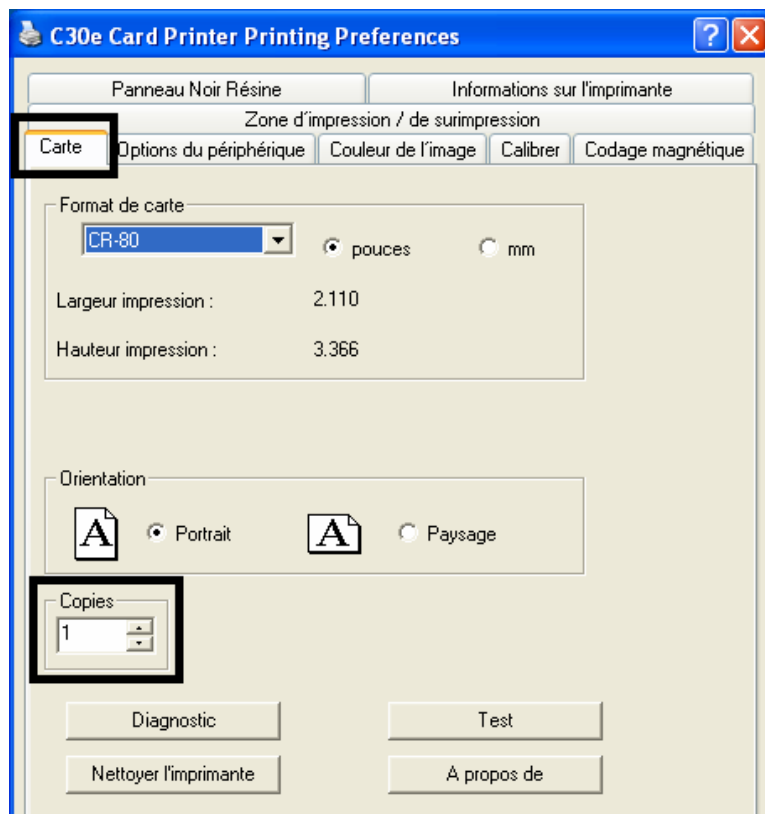 C30e Card Printer Printing Preferences
Panneau Noir Résine
Informations sur l'imprimante
Zone d´impression / de surimpression
Carte
Options du périphérique
Couleur de l´image
Calibrer
Codage magnétique
Format de carte
CR-80
pouces
mm
Largeur impression :
2.110
Hauteur impression :
3.366
Orientation
A
Portrait
A
Paysage
Copies
1
Diagnostic
Test
Nettoyer l'imprimante
A propos de